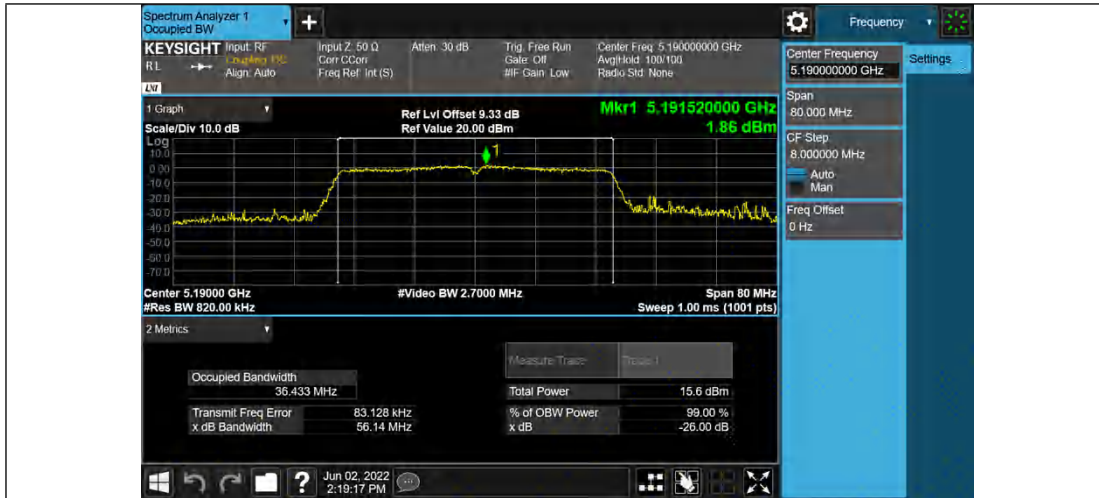 Spectrum Analyzer 1
Occupied BW
+
Frequency
KEYSIGHT
RL
LXI
Input: RF
Coupling: DC
Align: Auto
Input Z: 50 Ω
Corr CCorr
Freq Ref: Int (S)
Atten: 30 dB
Trig: Free Run
Gate: Off
#IF Gain: Low
Center Freq: 5.190000000 GHz
Avg|Hold: 100/100
Radio Std: None
1 Graph
Scale/Div 10.0 dB
Ref Lvl Offset 9.33 dB
Ref Value 20.00 dBm
Mkr1 5.191520000 GHz
1.86 dBm
Log
10.0
0.00
-10.0
-20.0
-30.0
-40.0
-50.0
-60.0
-70.0
1
Center 5.19000 GHz
#Res BW 820.00 kHz
#Video BW 2.7000 MHz
Span 80 MHz
Sweep 1.00 ms (1001 pts)
2 Metrics
Measure Trace
Trace 1
Occupied Bandwidth
36.433 MHz
Total Power 15.6 dBm
Transmit Freq Error 83.128 kHz
% of OBW Power 99.00 %
x dB Bandwidth 56.14 MHz
x dB -26.00 dB
Center Frequency
5.190000000 GHz
Settings
Span
80.000 MHz
CF Step
8.000000 MHz
Auto
Man
Freq Offset
0 Hz
?
Jun 02, 2022
2:19:17 PM